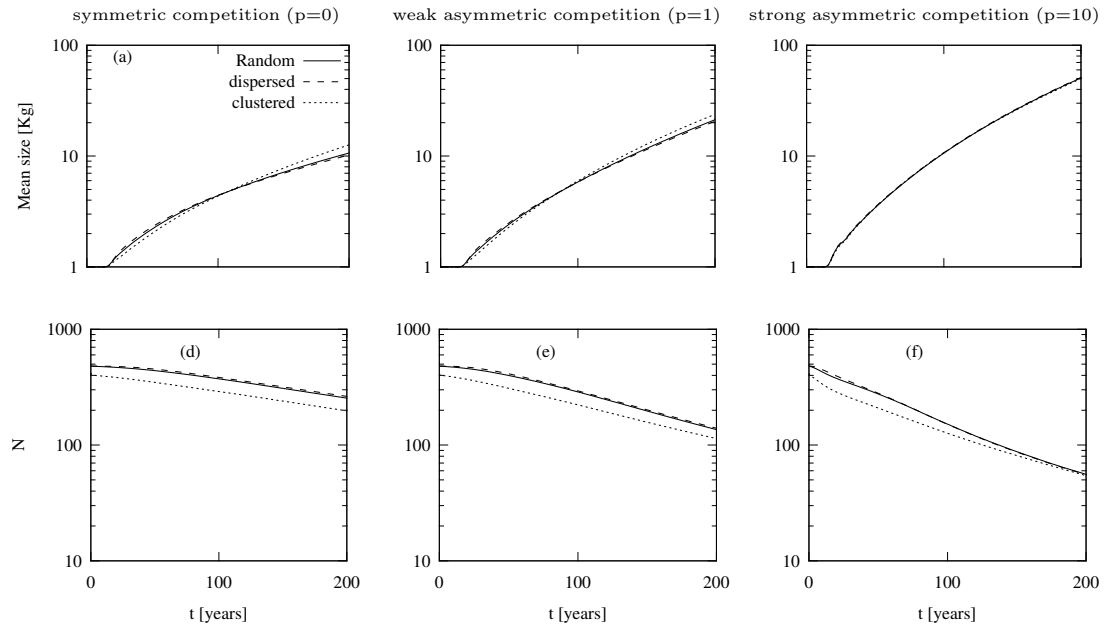 symmetric competition (p=0)
weak asymmetric competition (p=1)
strong asymmetric competition (p=10)
100
10
1
Mean size [Kg]
(a)
Random
dispersed
clustered
100
10
1
100
10
1
1000
100
10
N
(d)
0
100
200
t [years]
1000
100
10
(e)
0
100
200
t [years]
1000
100
10
(f)
0
100
200
t [years]